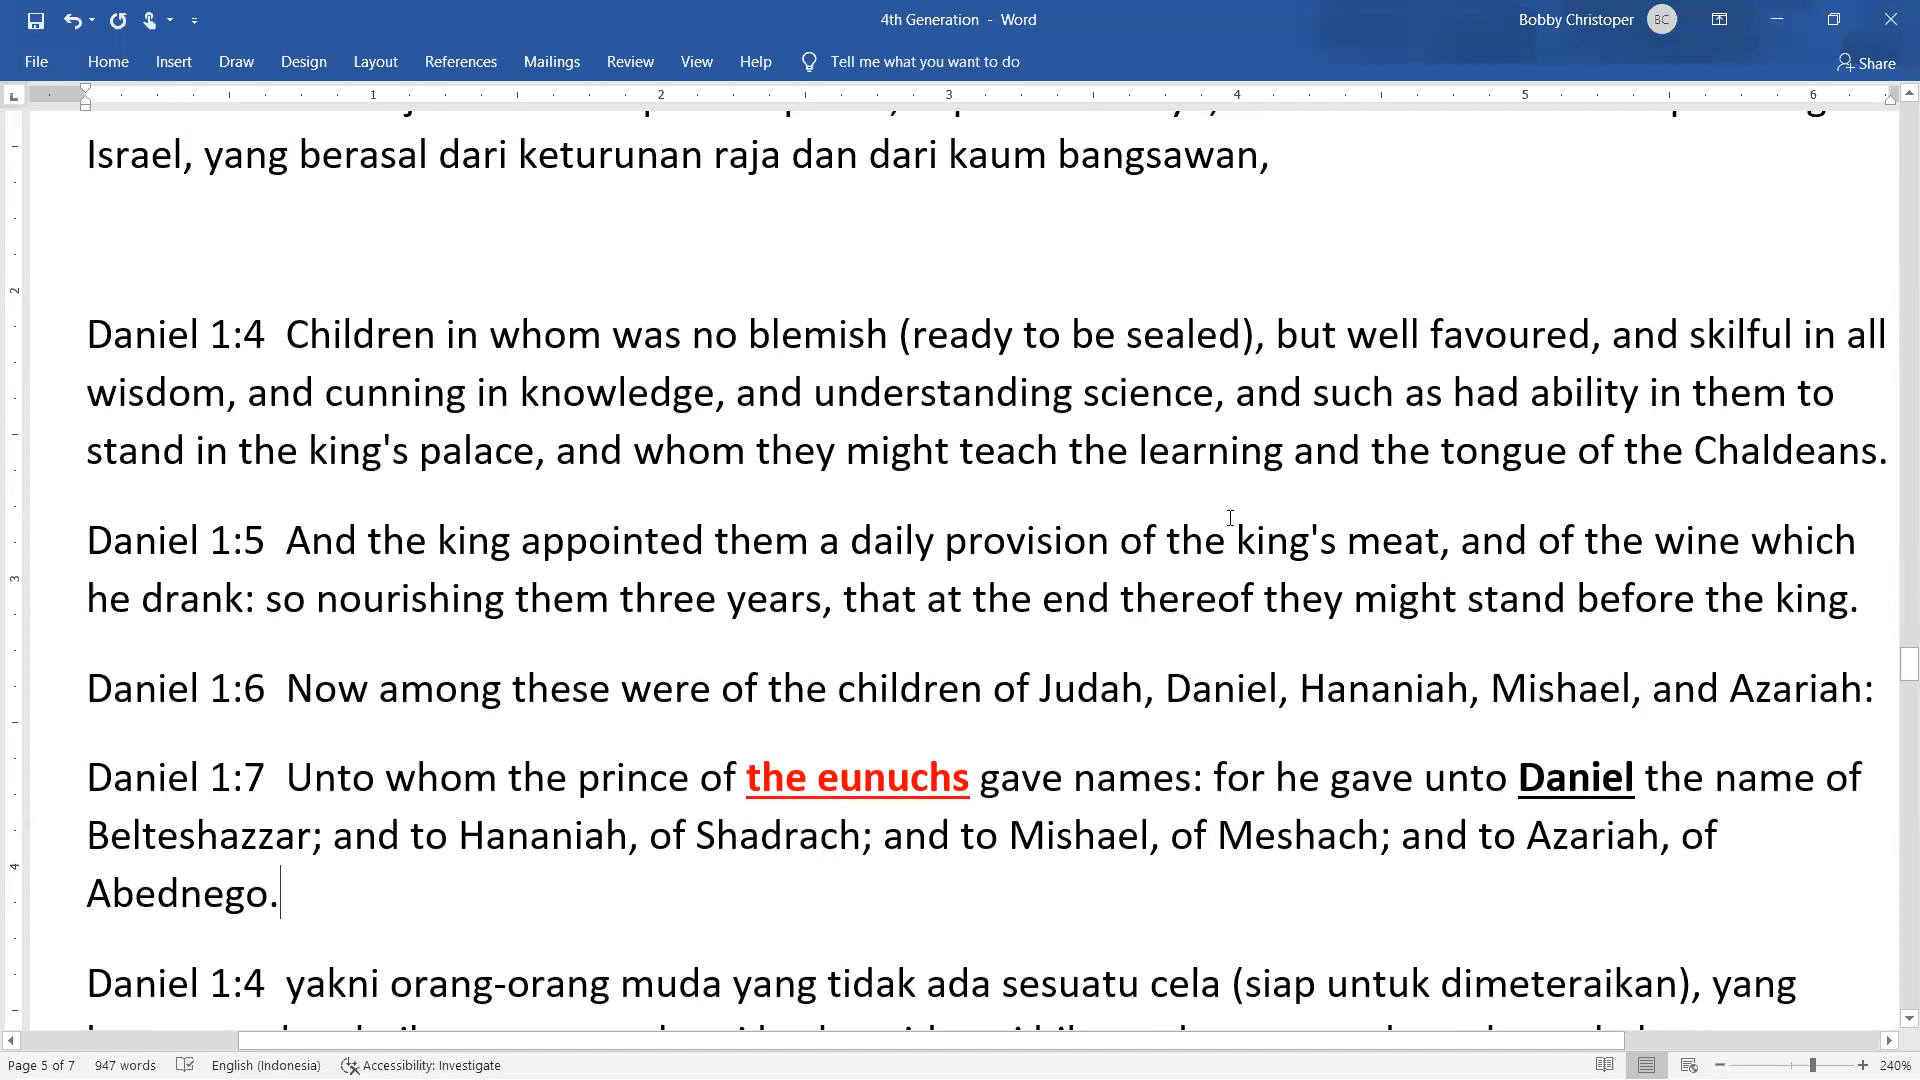 4th Generation - Word
Bobby Christoper BC
File Home Insert Draw Design Layout References Mailings Review View Help Tell me what you want to do Share
1 2 3 4 5 6
Israel, yang berasal dari keturunan raja dan dari kaum bangsawan,
2
Daniel 1:4 Children in whom was no blemish (ready to be sealed), but well favoured, and skilful in all
wisdom, and cunning in knowledge, and understanding science, and such as had ability in them to
stand in the king's palace, and whom they might teach the learning and the tongue of the Chaldeans.
Daniel 1:5 And the king appointed them a daily provision of the king's meat, and of the wine which
3
he drank: so nourishing them three years, that at the end thereof they might stand before the king.
Daniel 1:6 Now among these were of the children of Judah, Daniel, Hananiah, Mishael, and Azariah:
Daniel 1:7 Unto whom the prince of the eunuchs gave names: for he gave unto Daniel the name of
Belteshazzar; and to Hananiah, of Shadrach; and to Mishael, of Meshach; and to Azariah, of
4
Abednego.
Daniel 1:4 yakni orang-orang muda yang tidak ada sesuatu cela (siap untuk dimeteraikan), yang
Page 5 of 7 947 words English (Indonesia) Accessibility: Investigate 240%